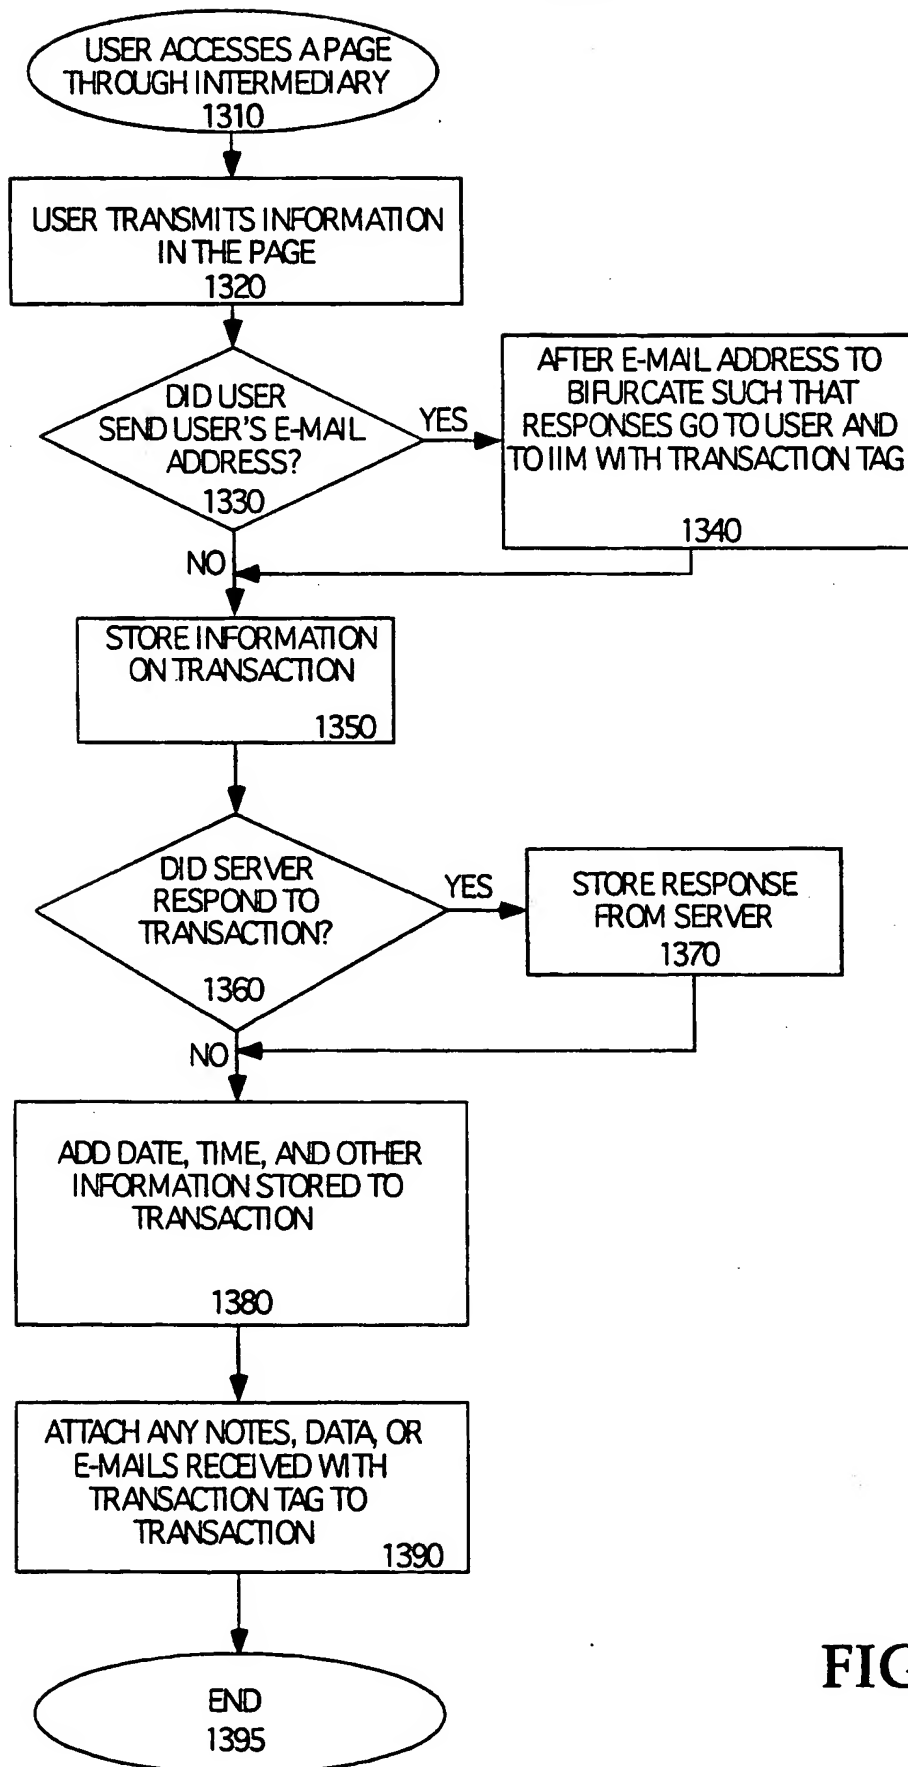 USER ACCESSES A PAGE
THROUGH INTERMEDIARY
1310
USER TRANSMITS INFORMATION
IN THE PAGE
1320
DID USER
SEND USER'S E-MAIL
ADDRESS?
1330
YES
AFTER E-MAIL ADDRESS TO
BIFURCATE SUCH THAT
RESPONSES GO TO USER AND
TO IIM WITH TRANSACTION TAG
1340
NO
STORE INFORMATION
ON TRANSACTION
1350
DID SERVER
RESPOND TO
TRANSACTION?
1360
YES
STORE RESPONSE
FROM SERVER
1370
NO
ADD DATE, TIME, AND OTHER
INFORMATION STORED TO
TRANSACTION
1380
ATTACH ANY NOTES, DATA, OR
E-MAILS RECEIVED WITH
TRANSACTION TAG TO
TRANSACTION
1390
END
1395